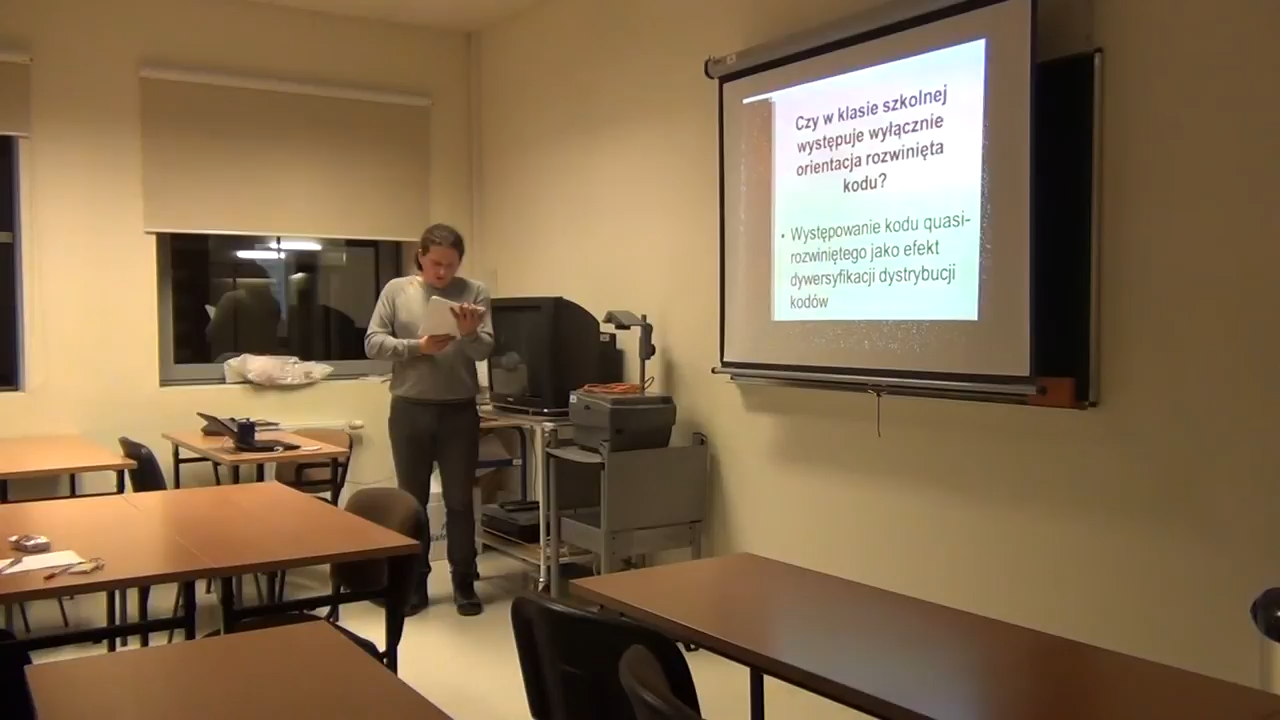 Czy w klasie szkolnej
występuje wyłącznie
orientacja rozwinięta
kodu?
• Występowanie kodu quasi-
rozwiniętego jako efekt
dywersyfikacji dystrybucji
kodów